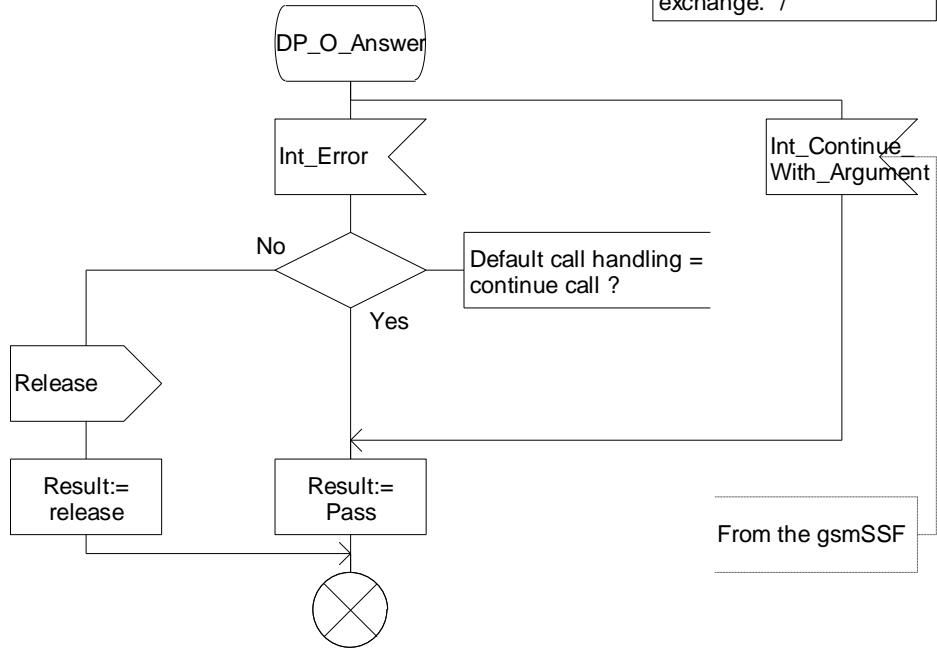 exchange. */
DP_O_Answer
Int_Error
Int_Continue_
With_Argument
No
Default call handling =
continue call ?
Yes
Release
Result:=
release
Result:=
Pass
From the gsmSSF